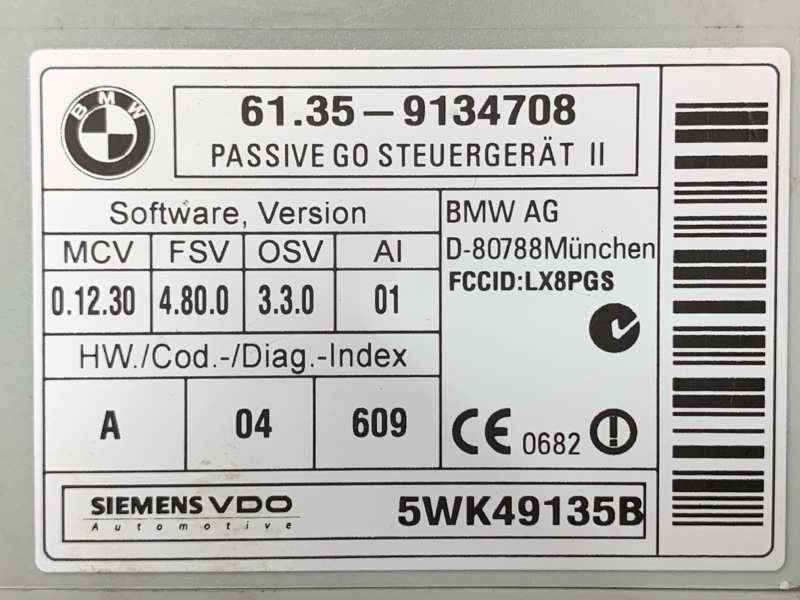 BMW
61.35-9134708
PASSIVE GO STEUERGERÄT II
Software, Version
MCV FSV OSV AI
0.12.30 4.80.0 3.3.0 01
HW./Cod.-/Diag.-Index
A 04 609
BMW AG
D-80788München
FCCID:LX8PGS
CE 0682
SIEMENS VDO
Automotive
5WK49135B